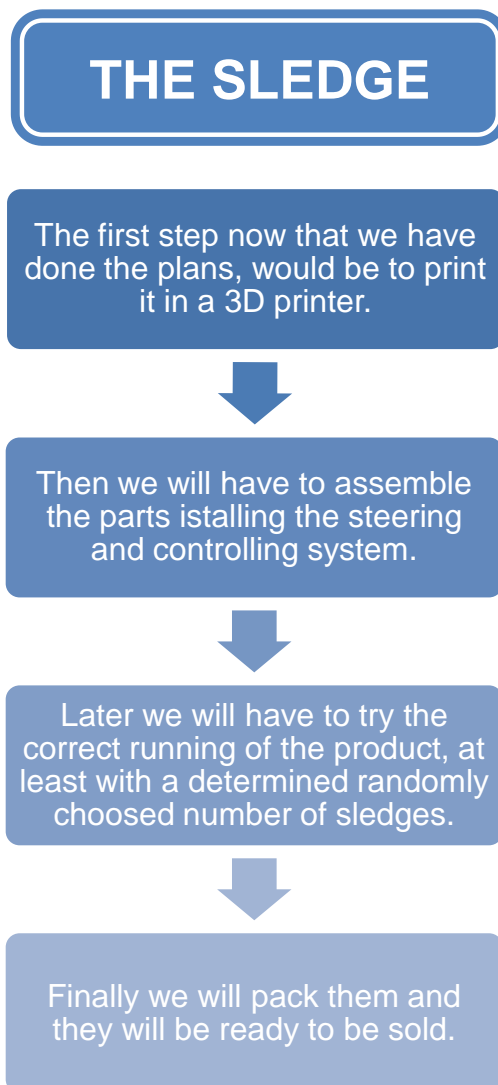 THE SLEDGE
The first step now that we have
done the plans, would be to print
it in a 3D printer.
Then we will have to assemble
the parts istalling the steering
and controlling system.
Later we will have to try the
correct running of the product, at
least with a determined randomly
choosed number of sledges.
Finally we will pack them and
they will be ready to be sold.